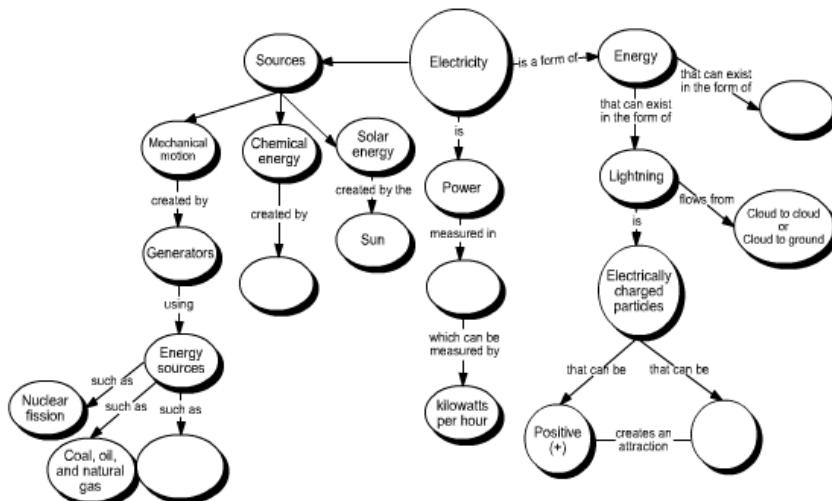 Sources
Electricity
is a form of
Energy
that can exist
in the form of
that can exist
in the form of
Mechanical
motion
Chemical
energy
Solar
energy
is
created by
created by
created by the
Power
Lightning
flows from
Cloud to cloud
or
Cloud to ground
Generators
Sun
measured in
is
using
Electrically
charged
particles
Energy
sources
which can be
measured by
such as
such as
such as
that can be
that can be
Nuclear
fission
kilowatts
per hour
Coal, oil,
and natural
gas
Positive
(+)
creates an
attraction